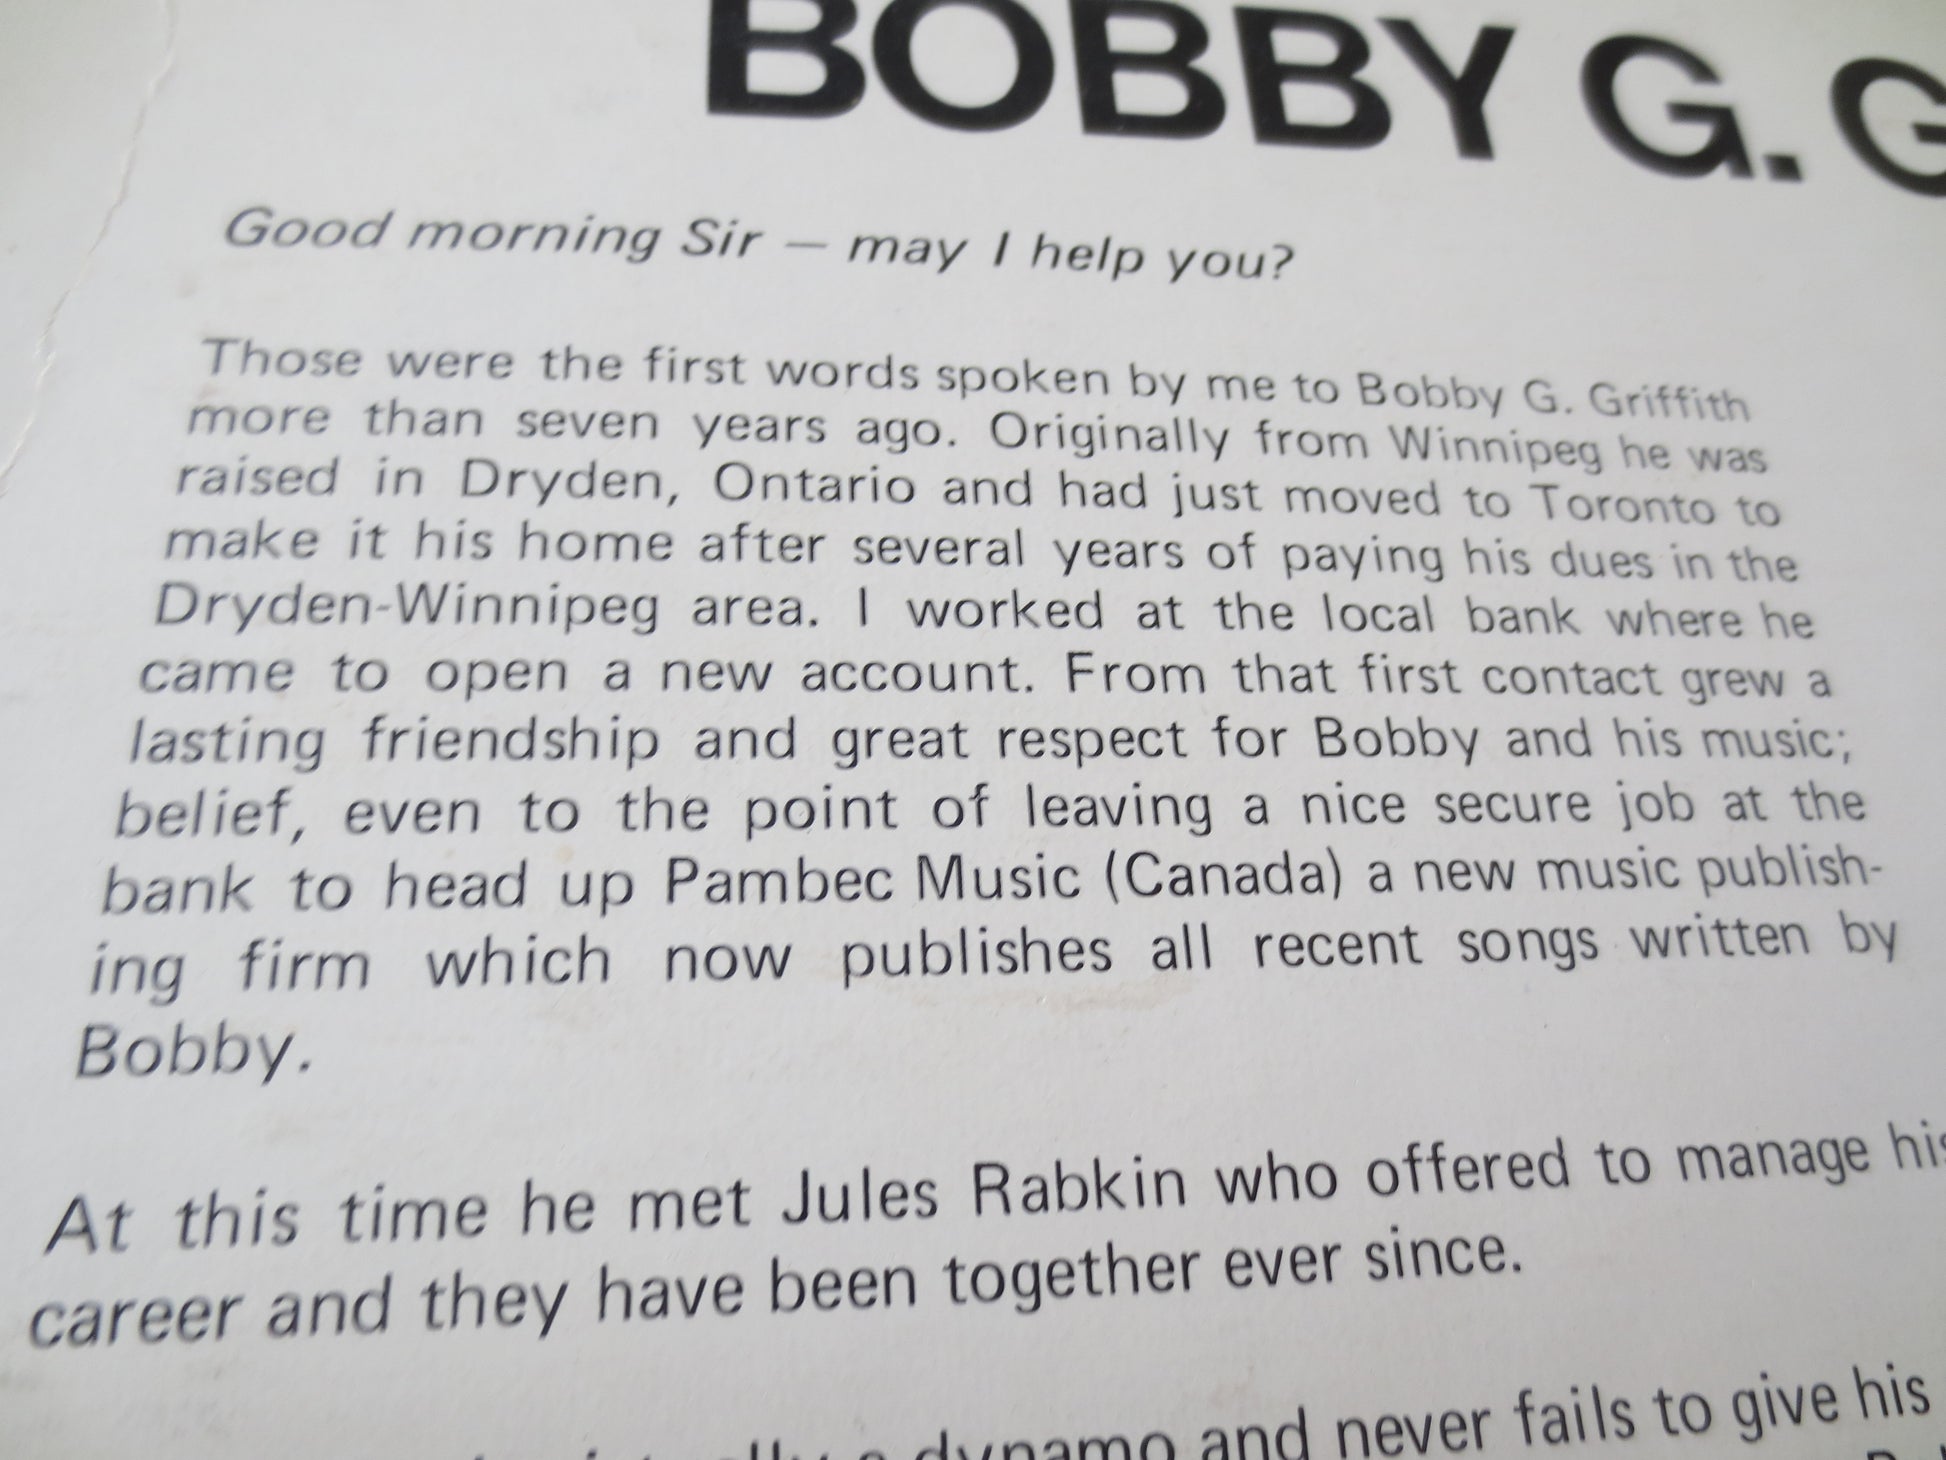 BOBBY G. G
Good morning Sir — may I help you?
Those were the first words spoken by me to Bobby G. Griffith
more than seven years ago. Originally from Winnipeg he was
raised in Dryden, Ontario and had just moved to Toronto to
make it his home after several years of paying his dues in the
Dryden-Winnipeg area. I worked at the local bank where he
came to open a new account. From that first contact grew a
lasting friendship and great respect for Bobby and his music;
belief, even to the point of leaving a nice secure job at the
bank to head up Pambec Music (Canada) a new music publish-
ing firm which now publishes all recent songs written by
Bobby.
At this time he met Jules Rabkin who offered to manage his
career and they have been together ever since.
a dynamo and never fails to give his